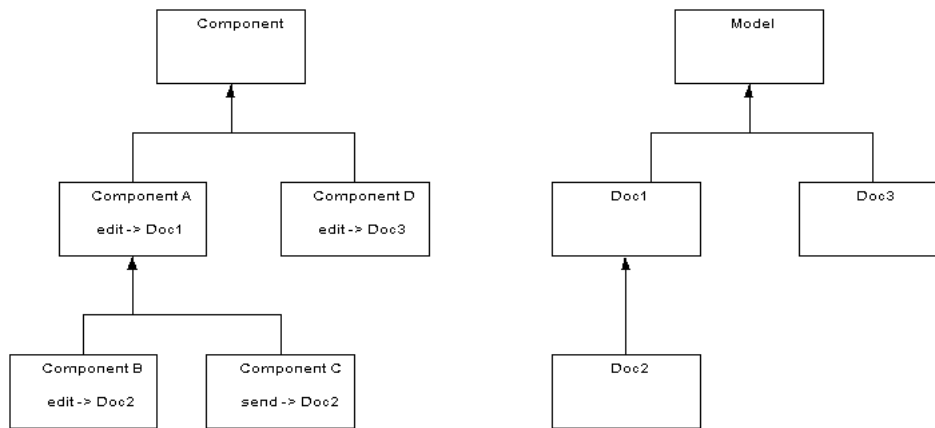 Component
Model
Component A
edit -> Doc1
Component D
edit -> Doc3
Doc1
Doc3
Component B
edit -> Doc2
Component C
send -> Doc2
Doc2